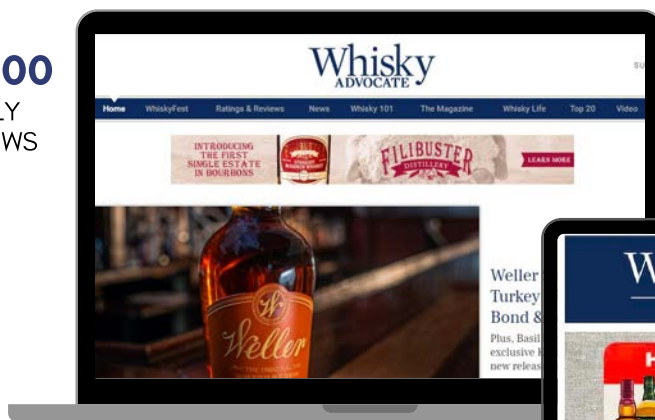 00
LY
WS
Whisky
ADVOCATE
SU
Home WhiskyFest Ratings & Reviews News Whisky 101 The Magazine Whisky Life Top 20 Video
INTRODUCING
THE FIRST
SINGLE ESTATE
IN BOURBONS
FILIBUSTER
DISTILLERY
LEARN MORE
Weller
Turkey
Bond &
Plus, Basil
exclusive
new releas
W
Weller
THE ORIGINAL
W
H